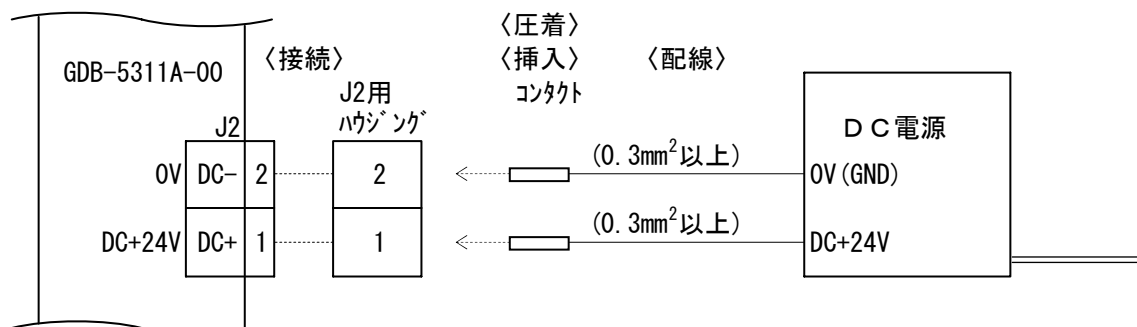 〈圧着〉
GDB-5311A-00
〈接続〉
〈挿入〉
〈配線〉
J2用
ﾊｳｼﾞﾝｸﾞ
ｺﾝﾀｸﾄ
J2
DC電源
0V
DC-
2
2
(0.3mm²以上)
0V(GND)
DC+24V
DC+
1
1
(0.3mm²以上)
DC+24V